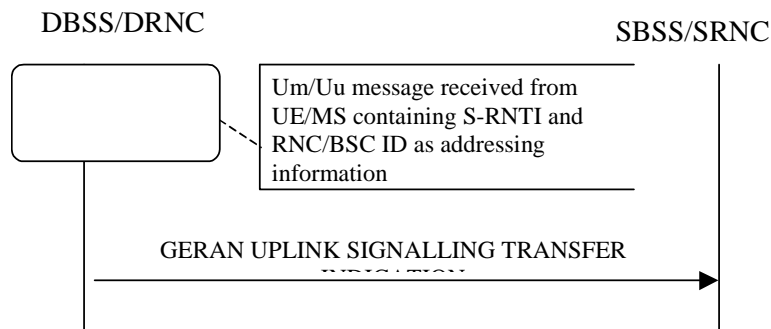 DBSS/DRNC
SBSS/SRNC
Um/Uu message received from
UE/MS containing S-RNTI and
RNC/BSC ID as addressing
information
GERAN UPLINK SIGNALLING TRANSFER
INDICATION